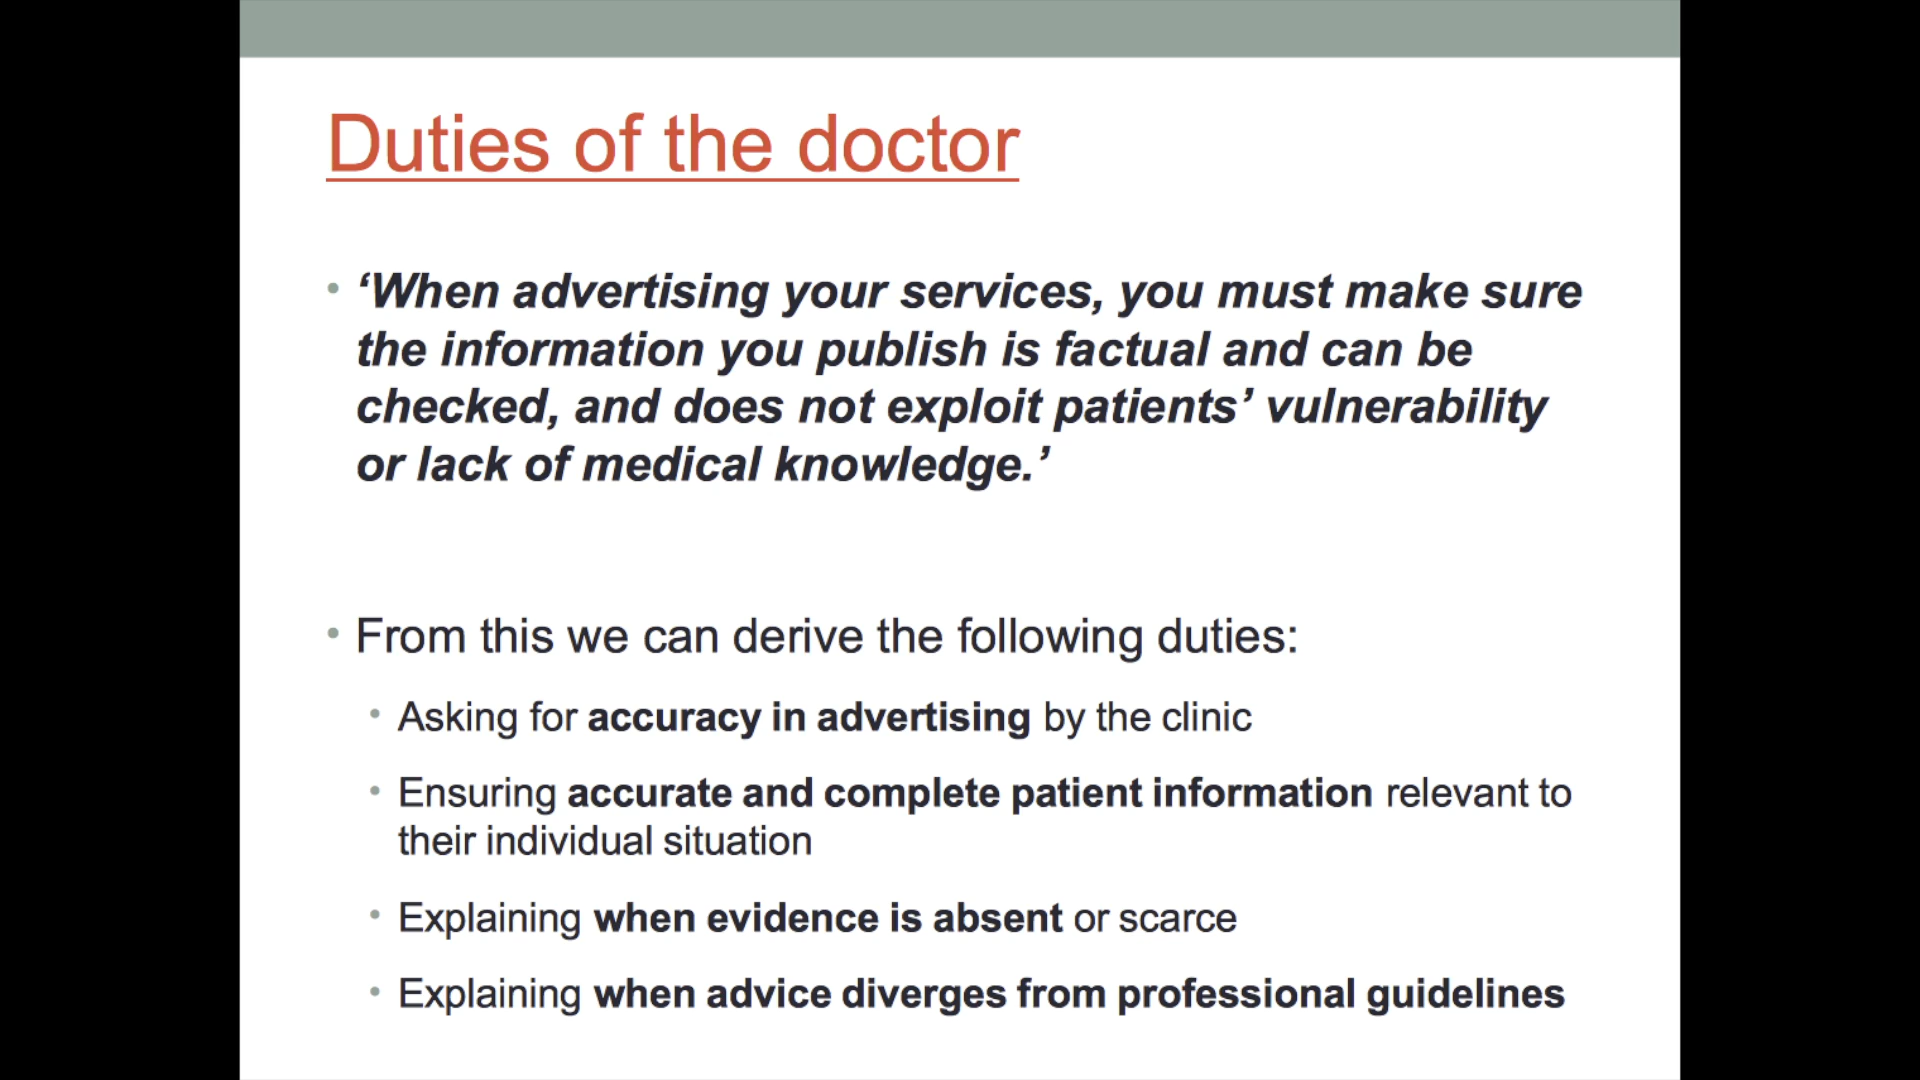 Duties of the doctor
• ‘When advertising your services, you must make sure
the information you publish is factual and can be
checked, and does not exploit patients’ vulnerability
or lack of medical knowledge.’
• From this we can derive the following duties:
• Asking for accuracy in advertising by the clinic
• Ensuring accurate and complete patient information relevant to
their individual situation
• Explaining when evidence is absent or scarce
• Explaining when advice diverges from professional guidelines